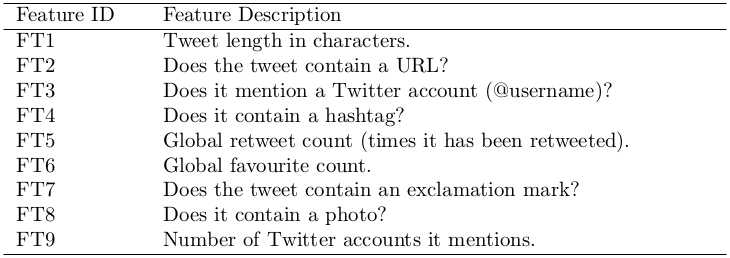 Feature ID Feature Description
FT1 Tweet length in characters.
FT2 Does the tweet contain a URL?
FT3 Does it mention a Twitter account (@username)?
FT4 Does it contain a hashtag?
FT5 Global retweet count (times it has been retweeted).
FT6 Global favourite count.
FT7 Does the tweet contain an exclamation mark?
FT8 Does it contain a photo?
FT9 Number of Twitter accounts it mentions.